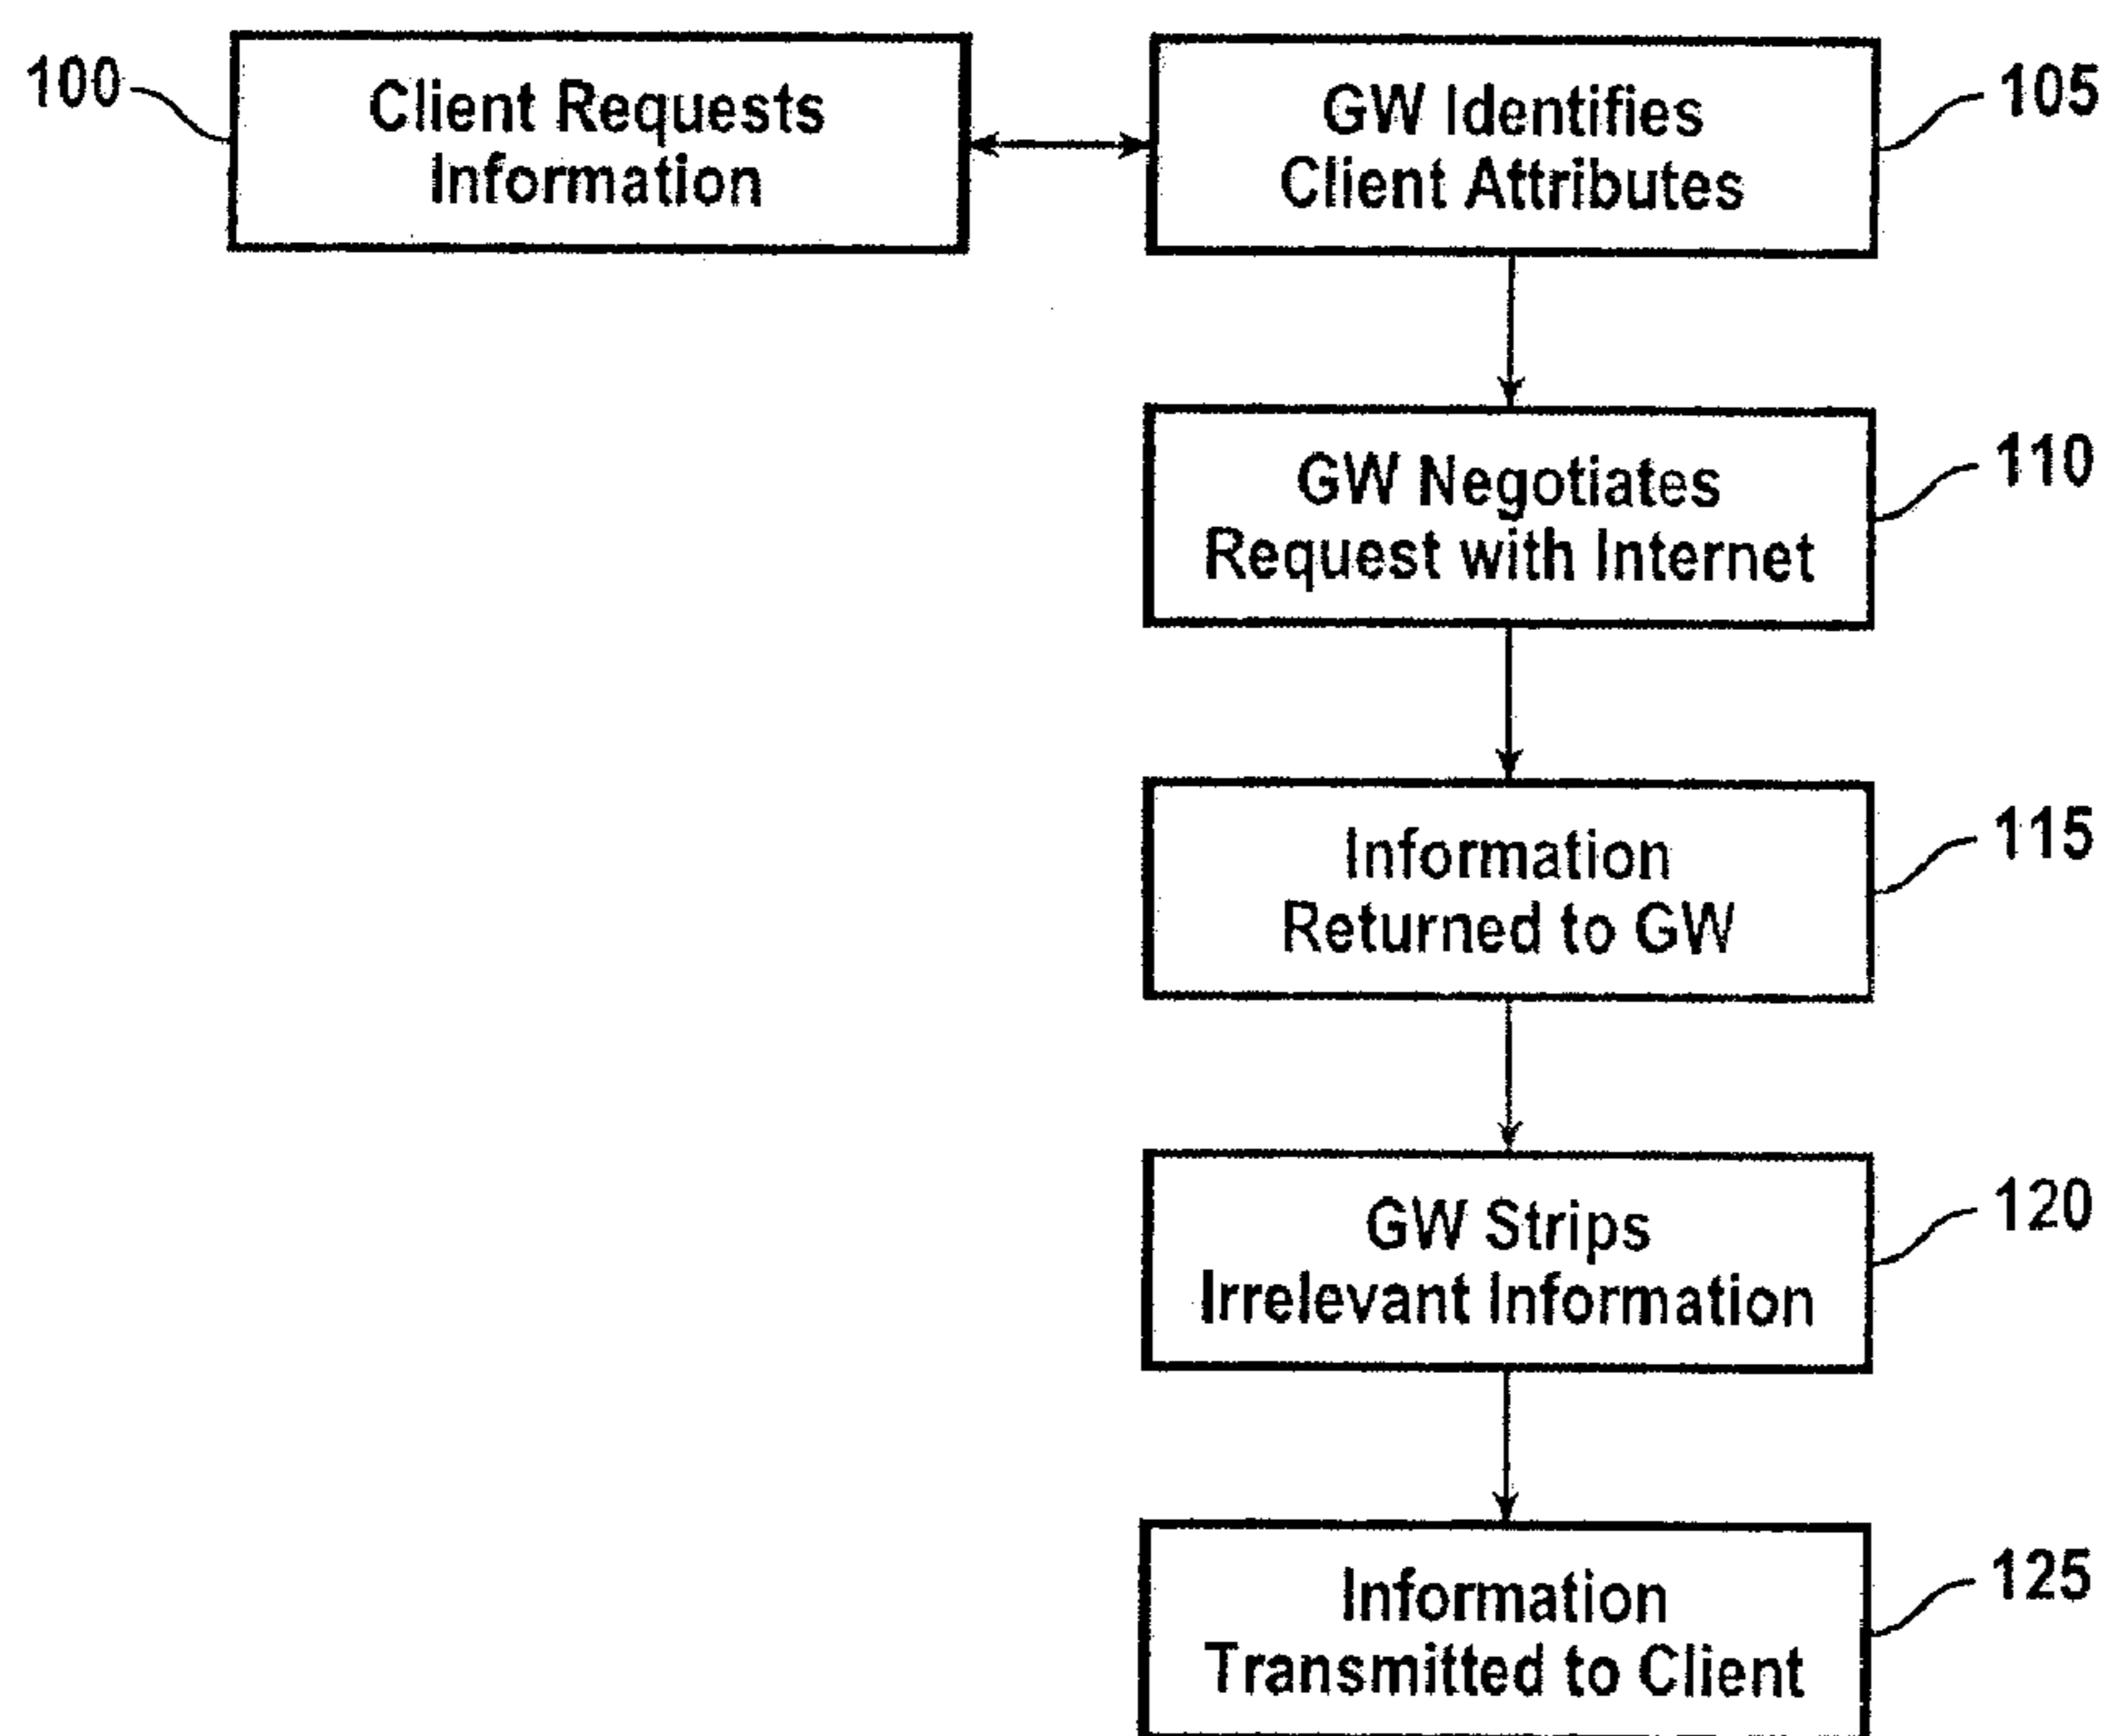 100
Client Requests
Information
GW Identifies
Client Attributes
105
GW Negotiates
Request with Internet
110
Information
Returned to GW
115
GW Strips
Irrelevant Information
120
Information
Transmitted to Client
125